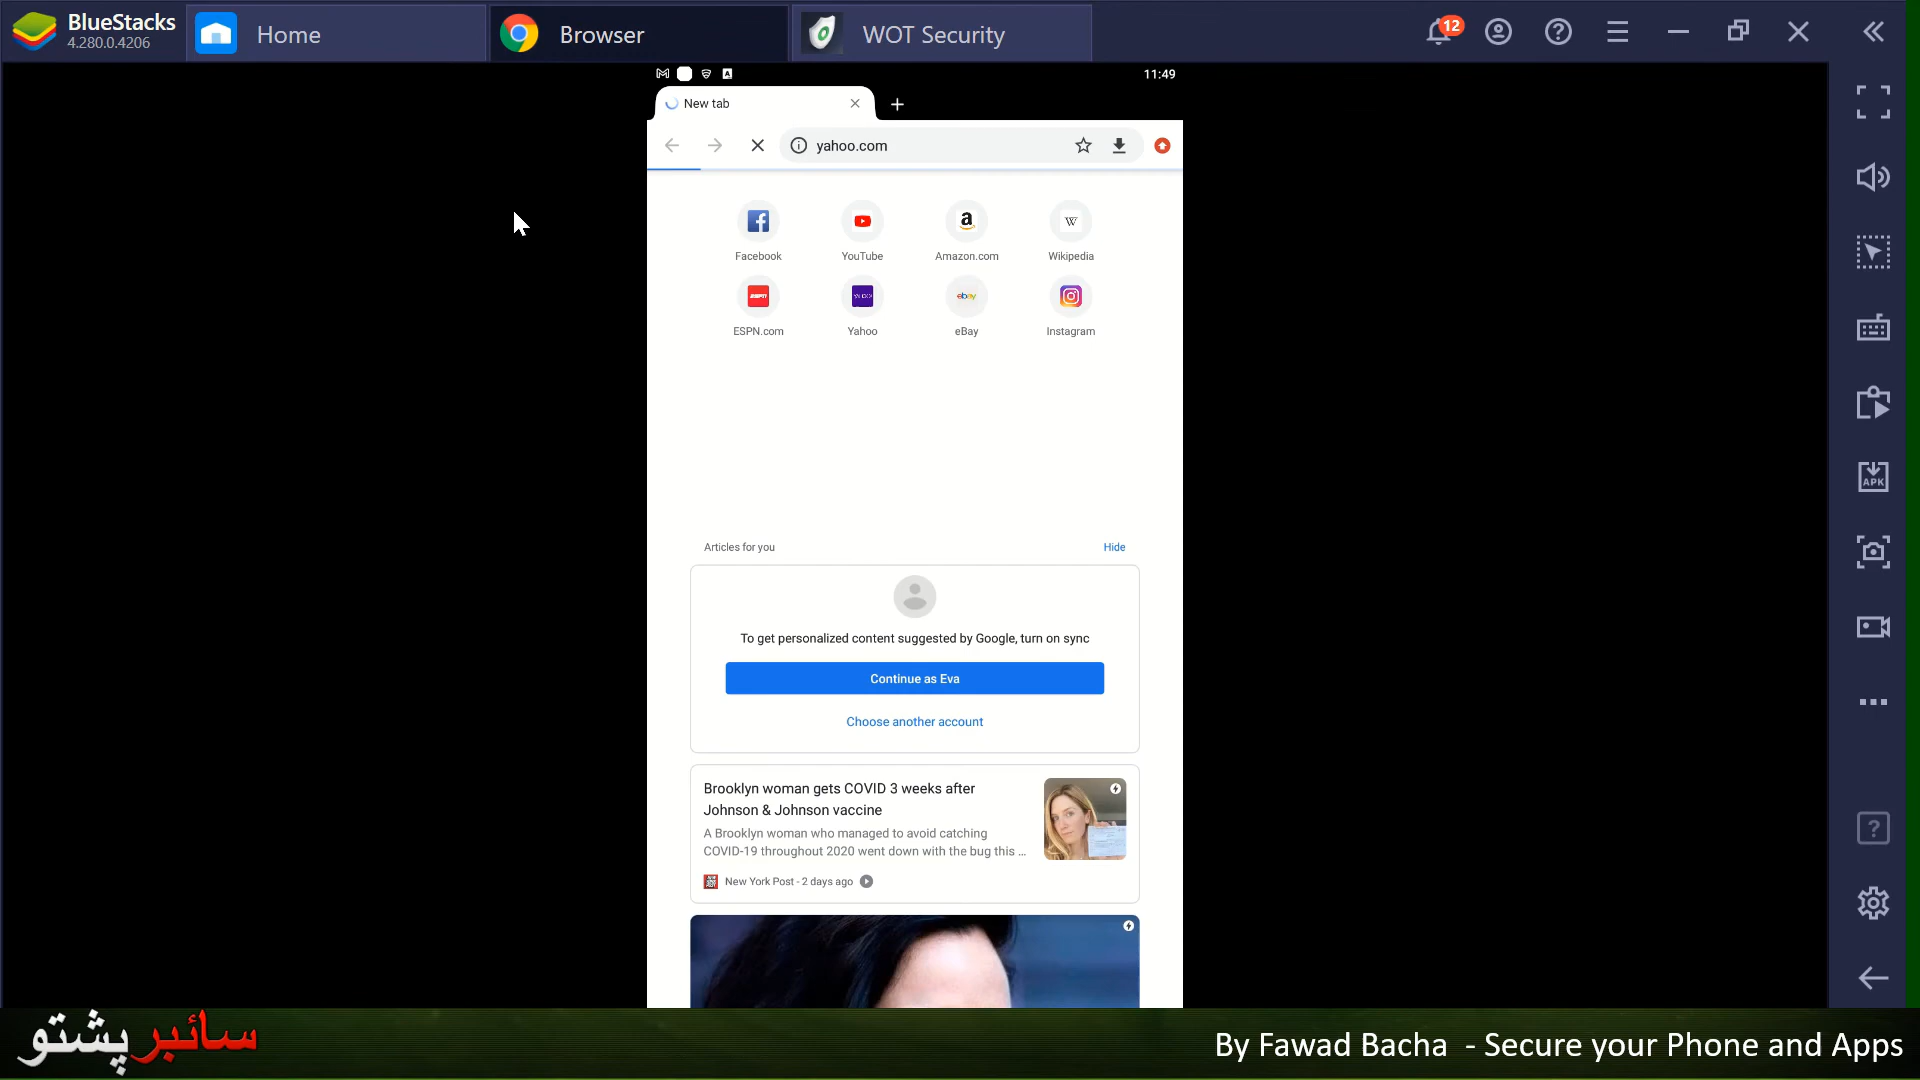 BlueStacks
4.280.0.4206
Home
Browser
WOT Security
12
11:49
New tab
yahoo.com
Facebook
YouTube
Amazon.com
Wikipedia
ESPN.com
Yahoo
eBay
Instagram
Articles for you
Hide
To get personalized content suggested by Google, turn on sync
Continue as Eva
Choose another account
Brooklyn woman gets COVID 3 weeks after
Johnson & Johnson vaccine
A Brooklyn woman who managed to avoid catching
COVID-19 throughout 2020 went down with the bug this ...
New York Post - 2 days ago
APK
سائبر پشتو
By Fawad Bacha - Secure your Phone and Apps